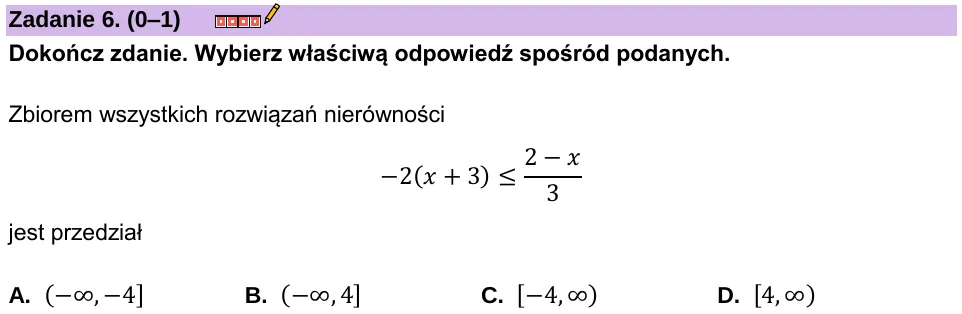 Zadanie 6. (0–1)
Dokończ zdanie. Wybierz właściwą odpowiedź spośród podanych.
Zbiorem wszystkich rozwiązań nierówności
−2(x + 3) ≤ (2 − x)/3
jest przedział
A. (−∞, −4] B. (−∞, 4] C. [−4, ∞) D. [4, ∞)